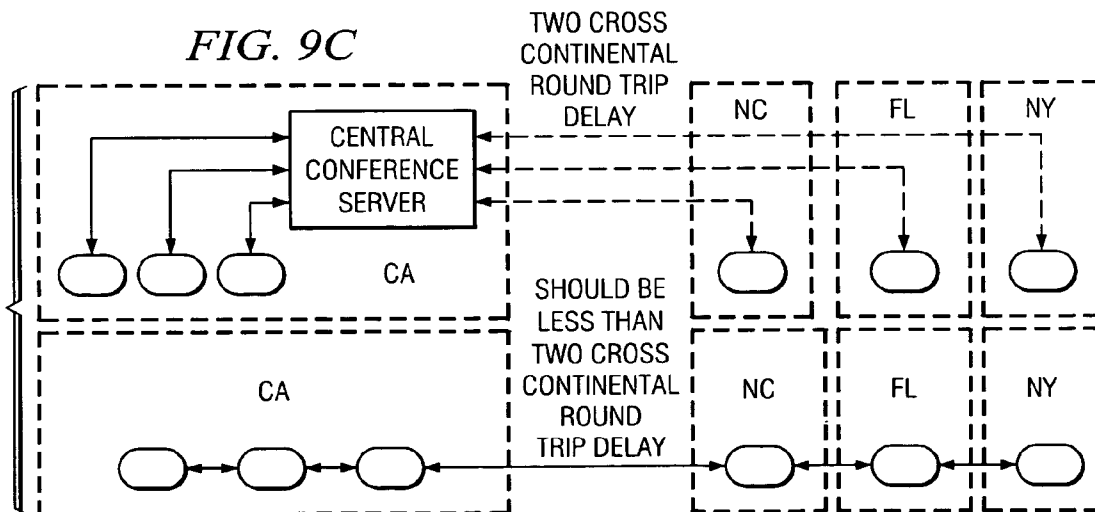 FIG. 9C
TWO CROSS
CONTINENTAL
ROUND TRIP
DELAY
CENTRAL
CONFERENCE
SERVER
CA
NC
FL
NY
SHOULD BE
LESS THAN
TWO CROSS
CONTINENTAL
ROUND
TRIP DELAY
CA
NC
FL
NY